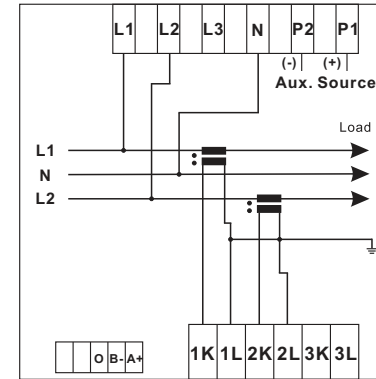 L1 L2 L3 N P2 P1
(-) (+)
Aux. Source
Load
L1
N
L2
O B- A+
1K 1L 2K 2L 3K 3L